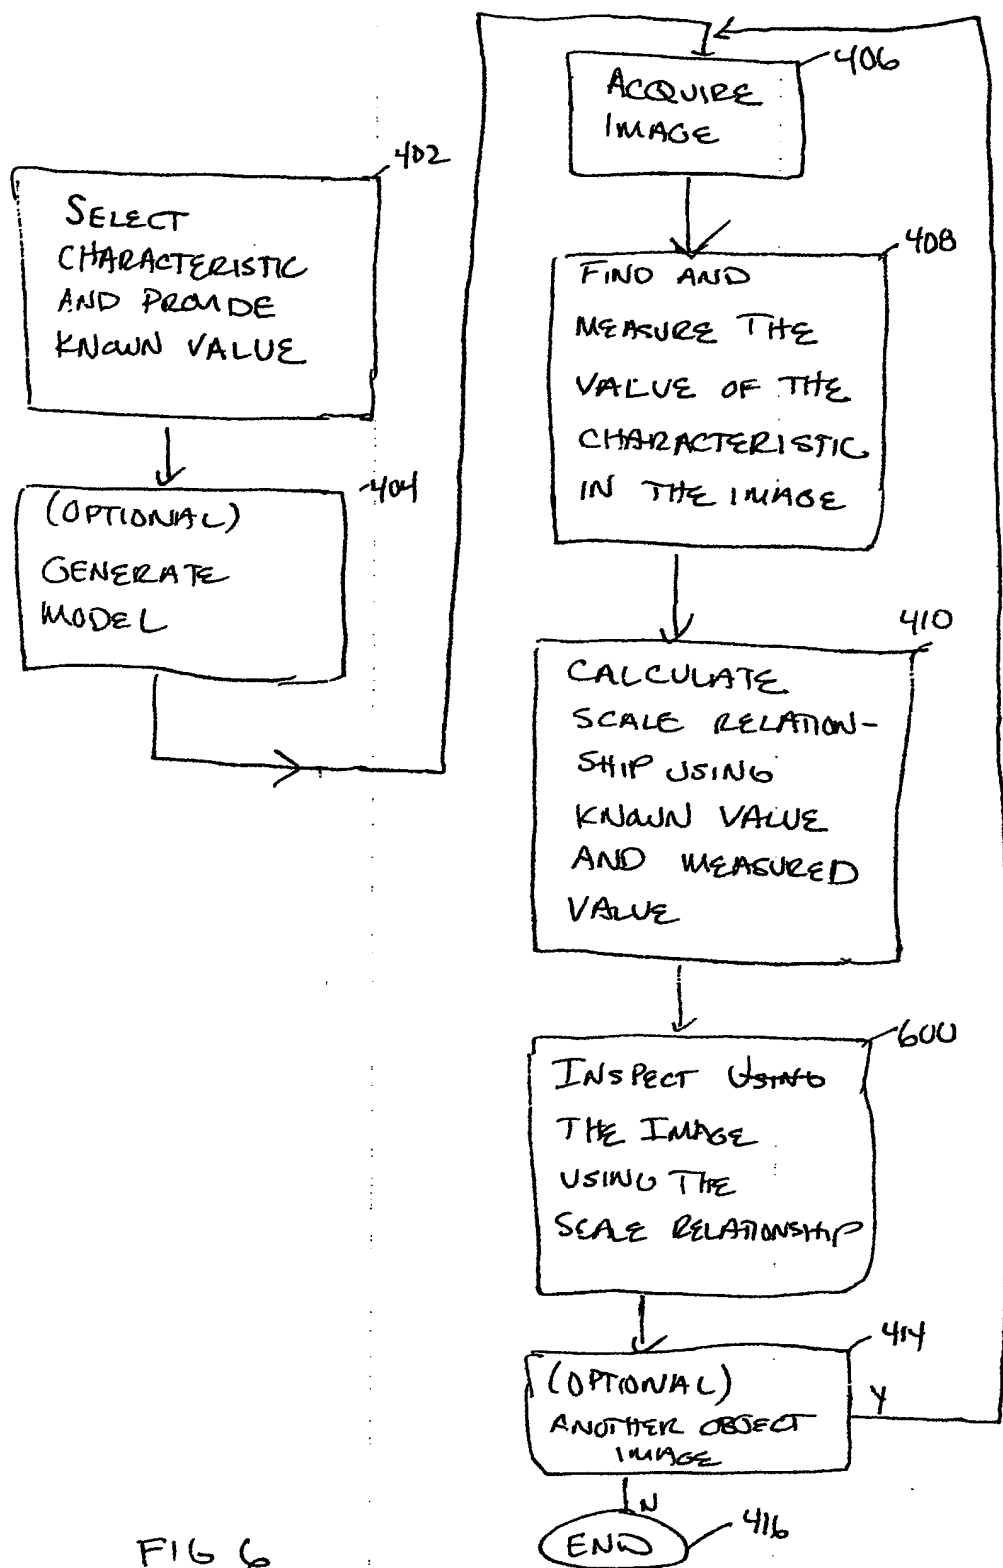 402
SELECT
CHARACTERISTIC
AND PROVIDE
KNOWN VALUE
404
(OPTIONAL)
GENERATE
MODEL
406
ACQUIRE
IMAGE
408
FIND AND
MEASURE THE
VALUE OF THE
CHARACTERISTIC
IN THE IMAGE
410
CALCULATE
SCALE RELATION-
SHIP USING
KNOWN VALUE
AND MEASURED
VALUE
600
INSPECT USING
THE IMAGE
USING THE
SCALE RELATIONSHIP
414
(OPTIONAL)
ANOTHER OBJECT
IMAGE
Y
N
END
416
FIG 6